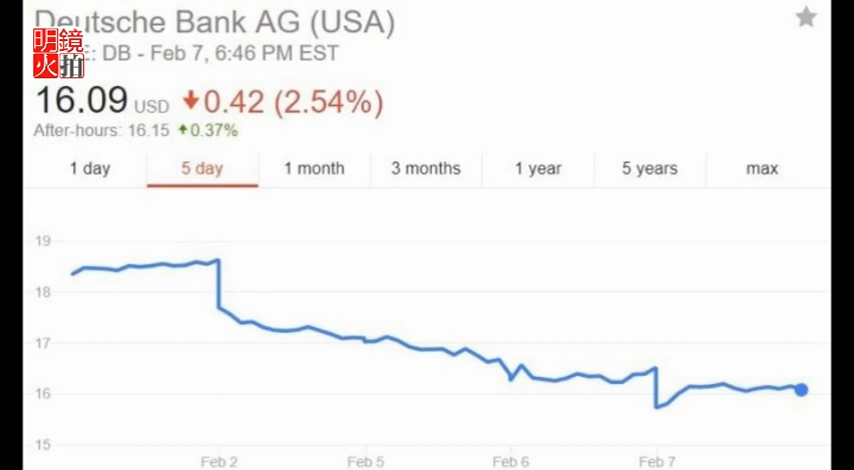 Deutsche Bank AG (USA)
明鏡
火拍
E: DB - Feb 7, 6:46 PM EST
16.09 USD 0.42 (2.54%)
After-hours: 16.15 0.37%
1 day 5 day 1 month 3 months 1 year 5 years max
19
18
17
16
15
Feb 2 Feb 5 Feb 6 Feb 7